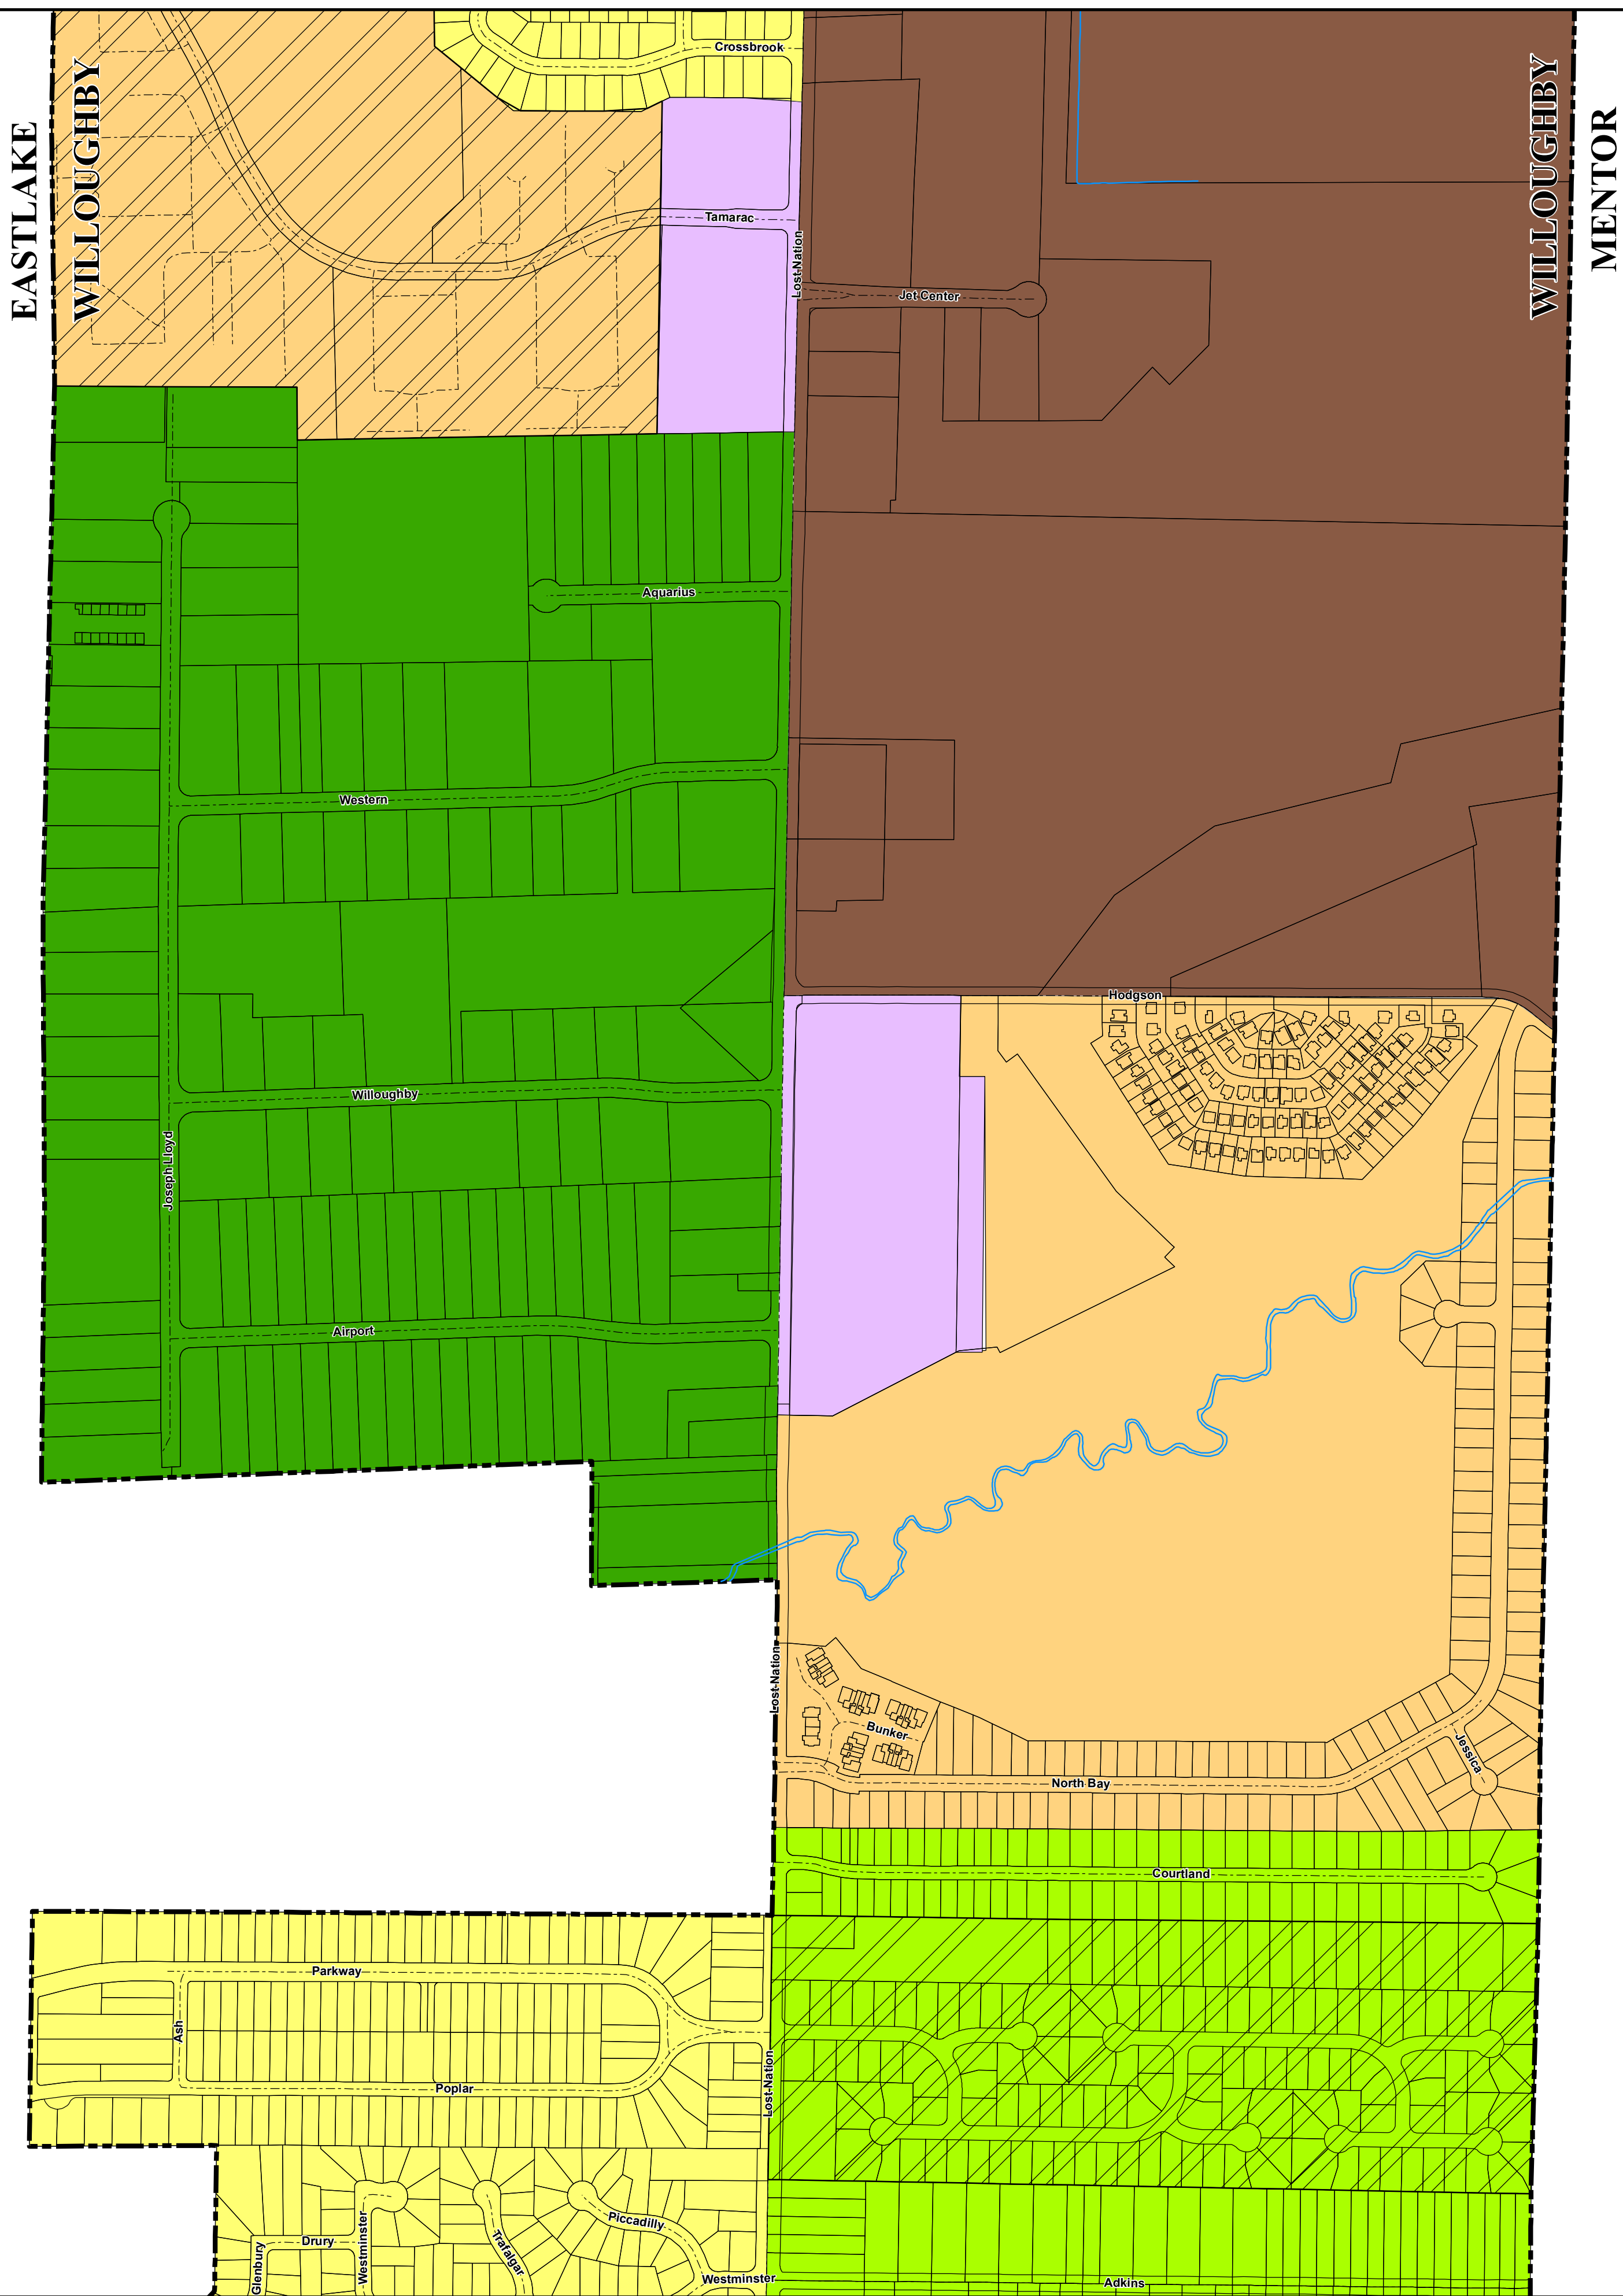 Crossbrook
EASTLAKE
WILLOUGHBY
WILLOUGHBY
MENTOR
Tamarac
Lost Nation
Jet Center
Aquarius
Western
Hodgson
Willoughby
Joseph Lloyd
Airport
Lost Nation
Bunker
Jessica
North Bay
Courtland
Parkway
Ash
Lost Nation
Poplar
Piccadilly
Drury
Westminster
Trafalgar
Glenbury
Westminster
Adkins